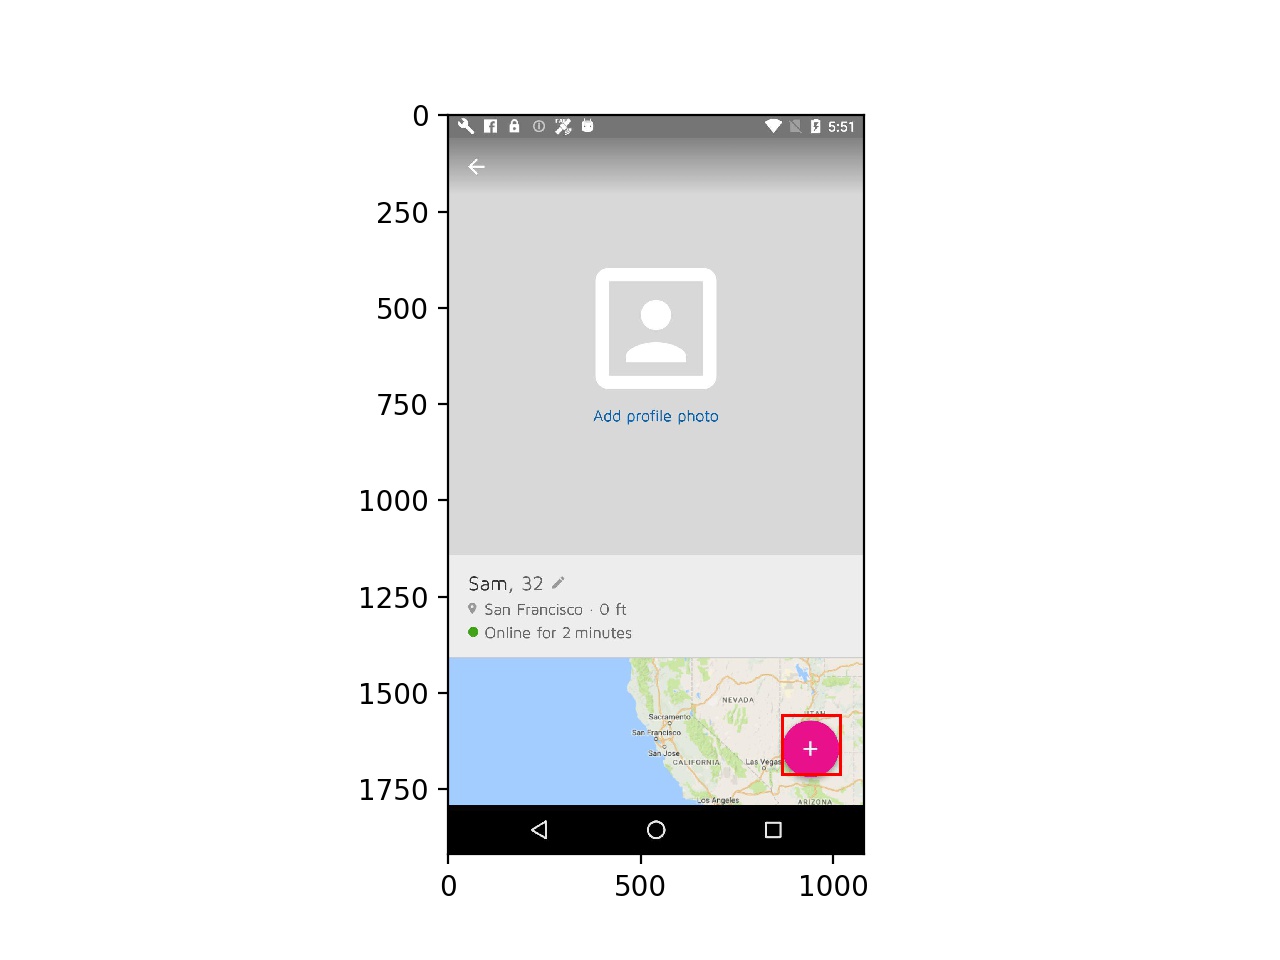 0
250
500
750
1000
1250
1500
1750
0
500
1000
5:51
Add profile photo
Sam, 32
San Francisco · 0 ft
Online for 2 minutes
NEVADA
UTAH
Sacramento
San Francisco
San Jose
CALIFORNIA
Las Vegas
Los Angeles
ARIZONA
+